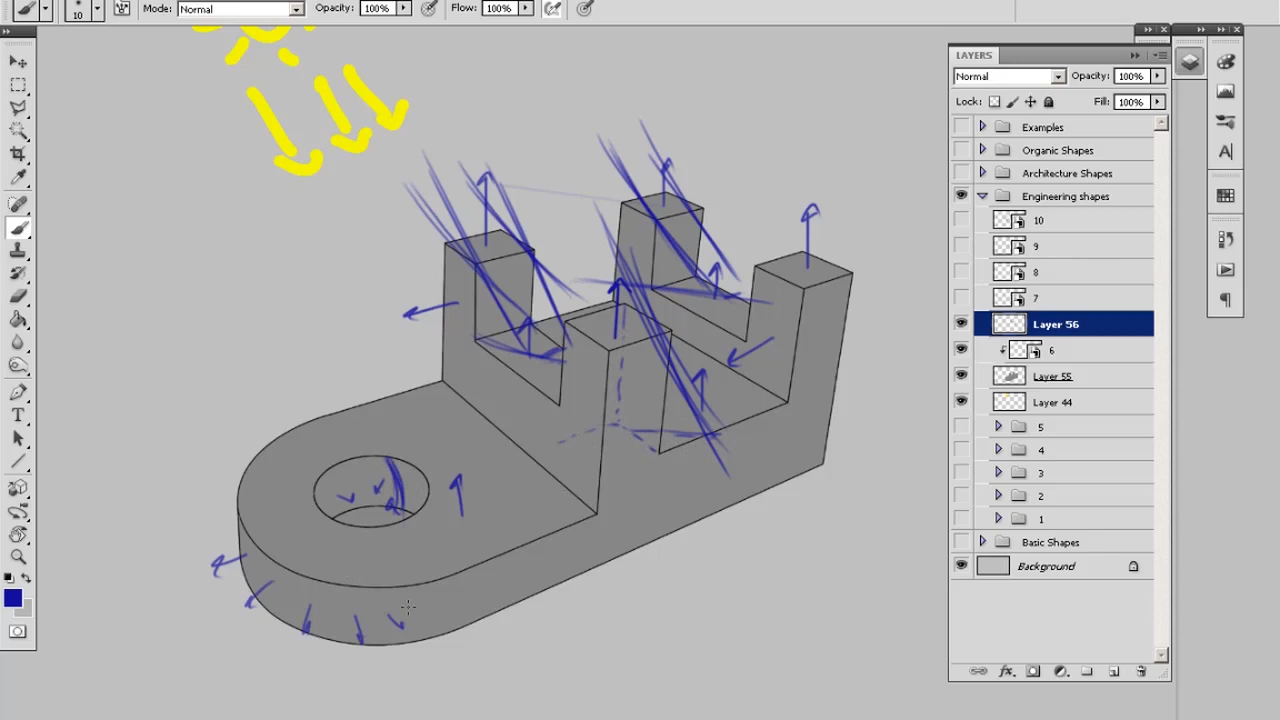 10
Mode: Normal
Opacity: 100%
Flow: 100%
LAYERS
Normal
Opacity: 100%
Lock:
Fill: 100%
Examples
Organic Shapes
Architecture Shapes
Engineering shapes
10
9
8
7
Layer 56
6
Layer 55
Layer 44
5
4
3
2
1
Basic Shapes
Background